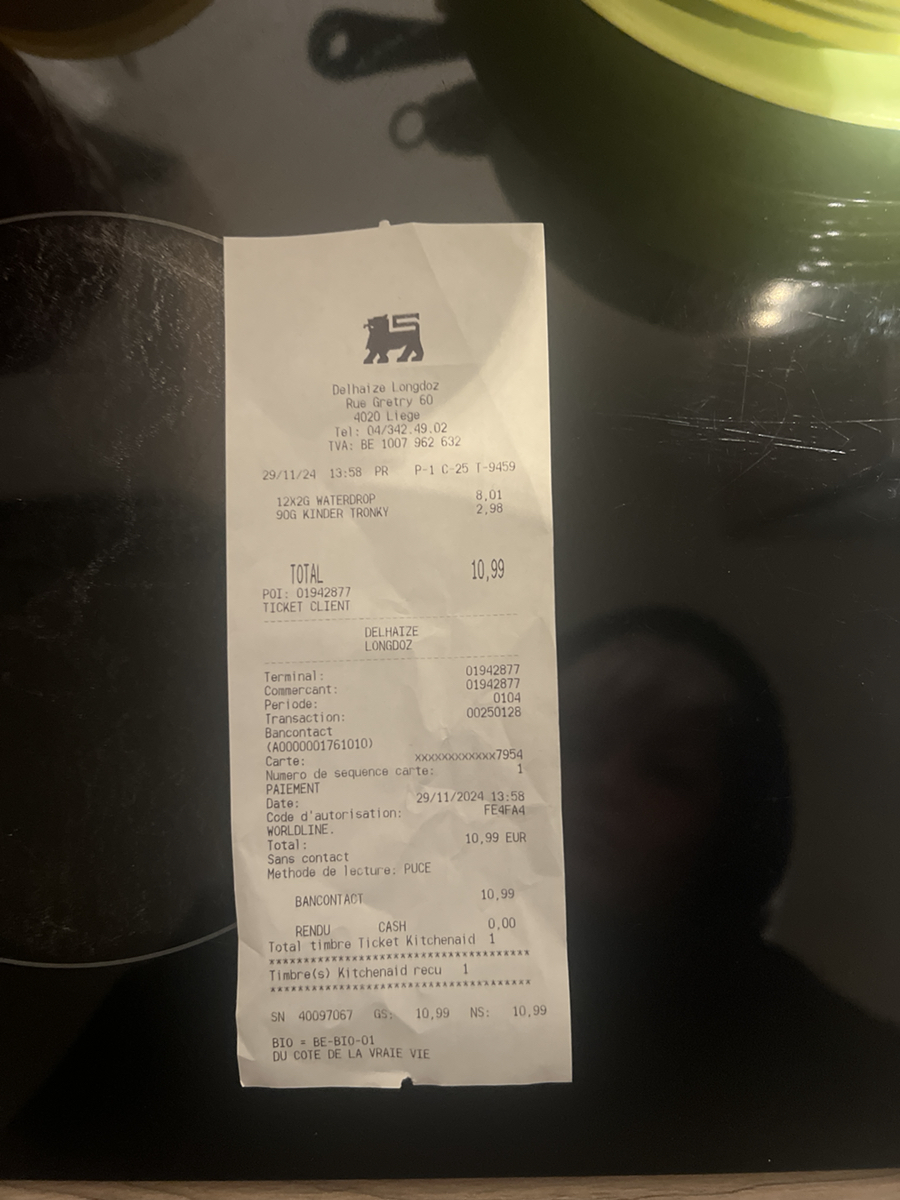 Delhaize Longdoz
Rue Gretry 60
4020 Liege
Tel: 04/342.49.02
TVA: BE 1007 962 632
29/11/24 13:58 PR P-1 C-25 T-9459
12X2G WATERDROP 8,01
90G KINDER TRONKY 2,98
TOTAL 10,99
POI: 01942877
TICKET CLIENT
DELHAIZE
LONGDOZ
Terminal: 01942877
Commercant: 01942877
Periode: 0104
Transaction: 00250128
Bancontact
(A0000001761010)
Carte: xxxxxxxxxxxx7954
Numero de sequence carte: 1
PAIEMENT
Date: 29/11/2024 13:58
Code d'autorisation: FE4FA4
WORLDLINE.
Total: 10,99 EUR
Sans contact
Methode de lecture: PUCE
BANCONTACT 10,99
RENDU CASH 0,00
Total timbre Ticket Kitchenaid 1
*************************************
Timbre(s) Kitchenaid recu 1
*************************************
SN 40097067 GS: 10,99 NS: 10,99
BIO = BE-BIO-01
DU COTE DE LA VRAIE VIE